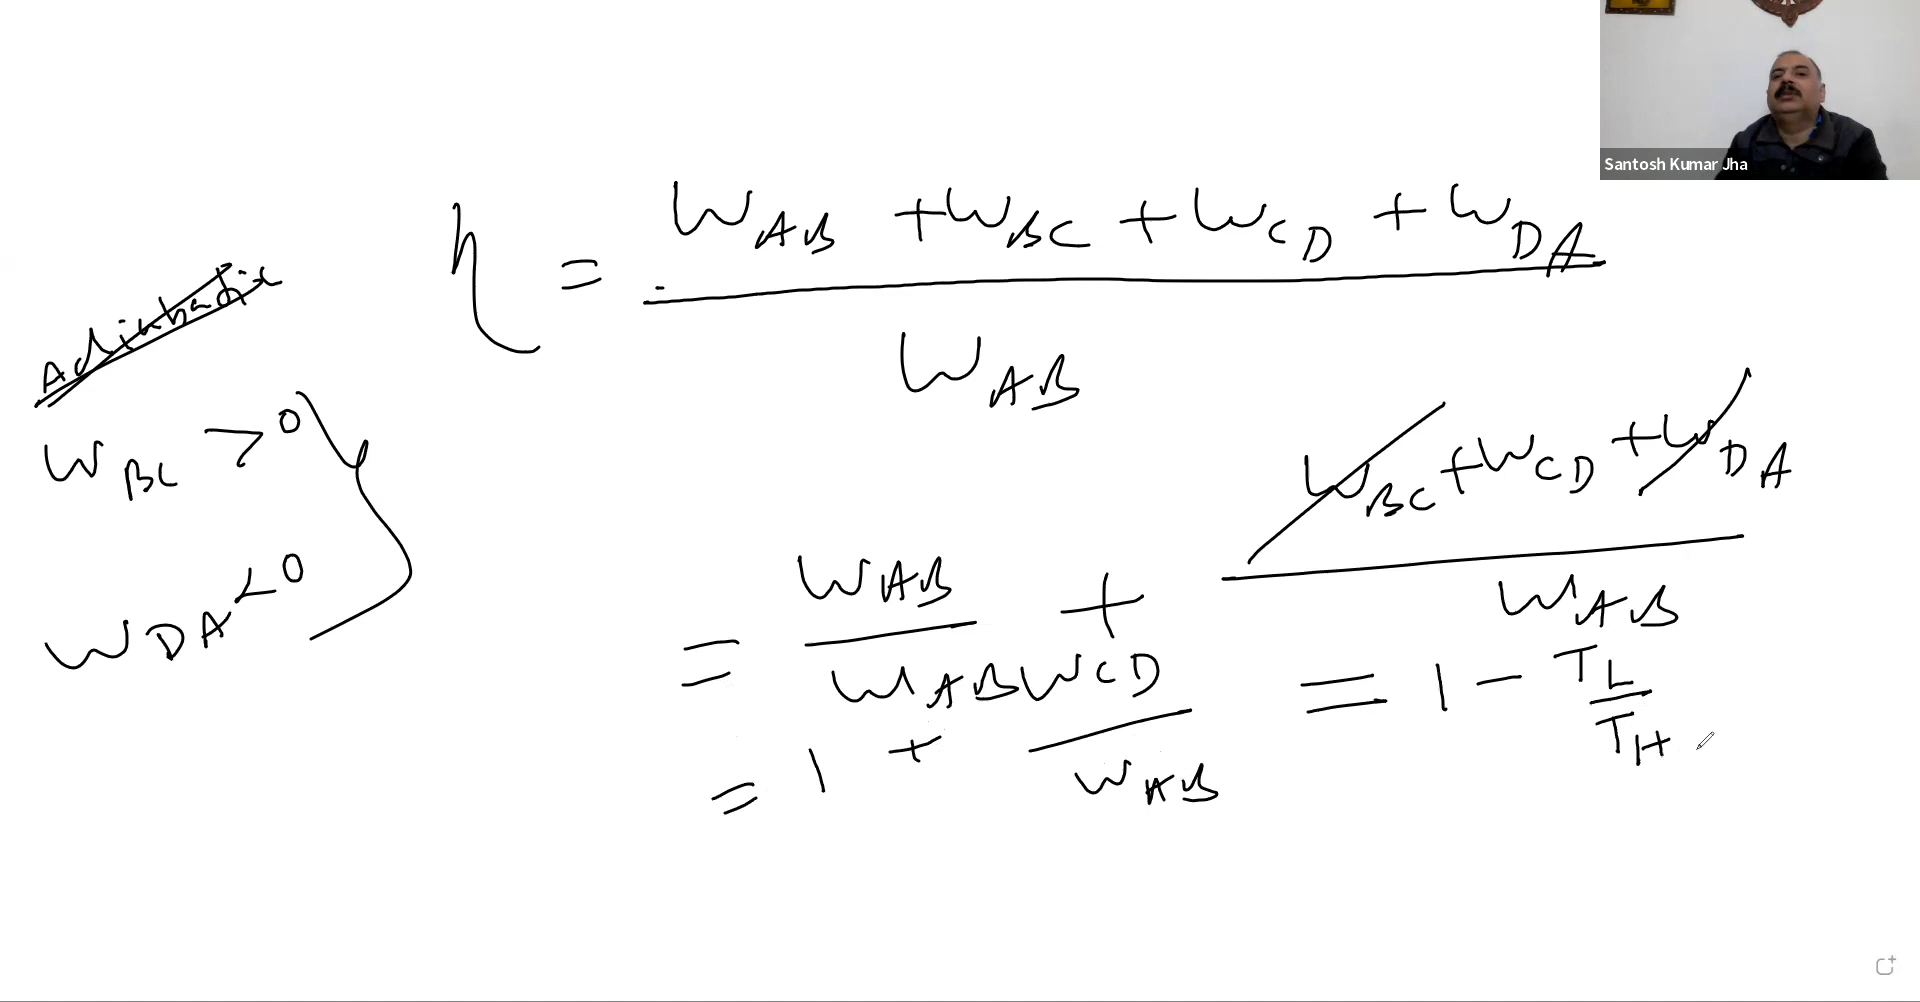 Santosh Kumar Jha
η = (W_AB + W_BC + W_CD + W_DA) / W_AB
Adiabatic
W_BC > 0
W_DA < 0
= W_AB / W_AB + (W_BC + W_CD + W_DA) / W_AB
= 1 + W_CD / W_AB = 1 - T_L / T_H